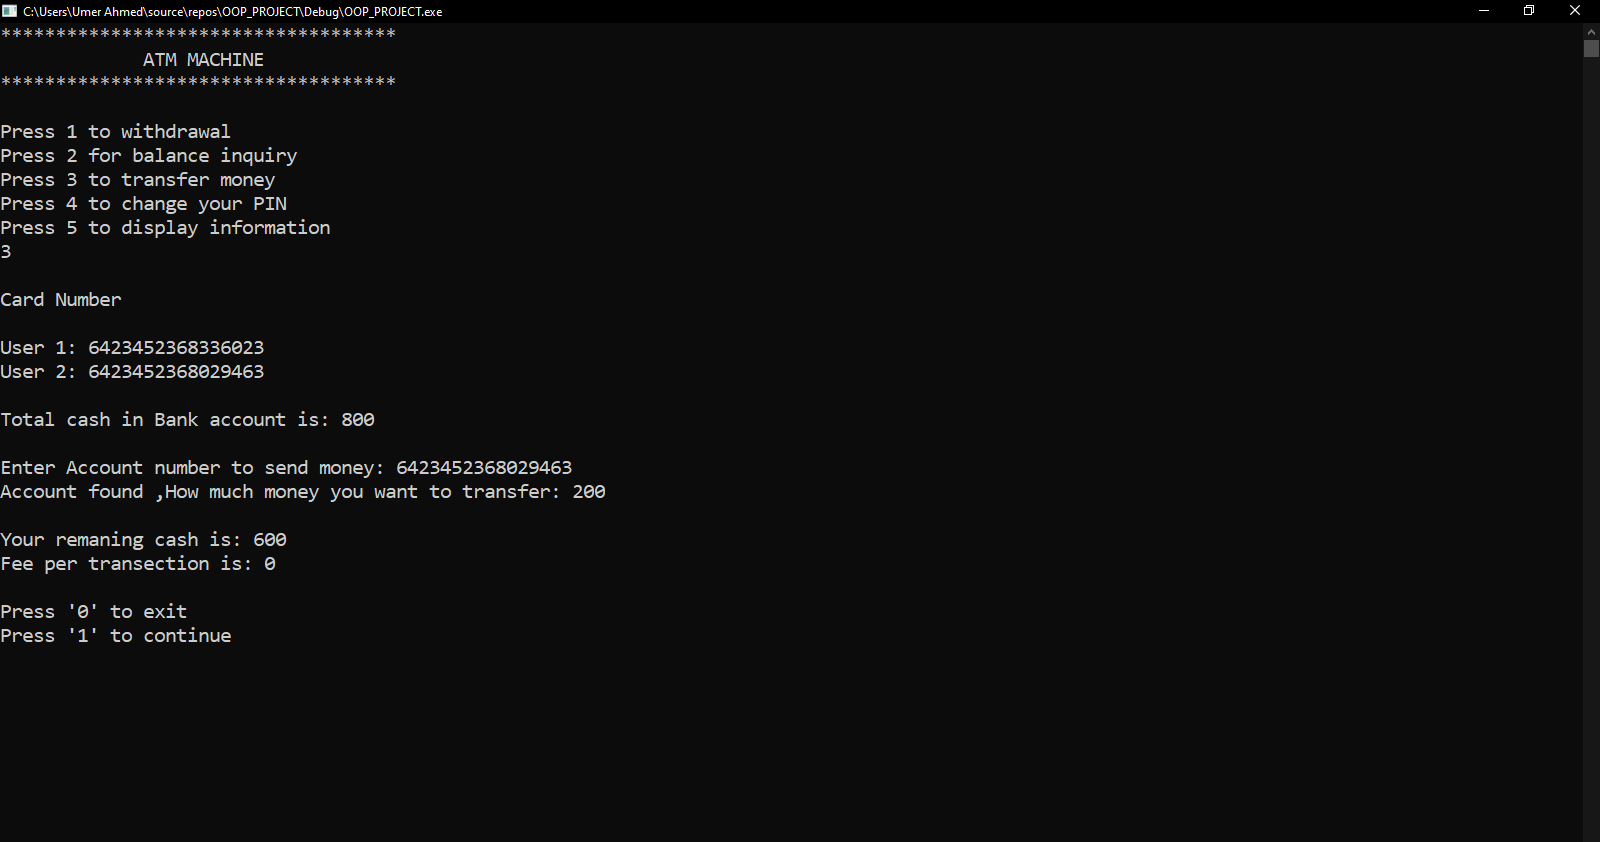 C:\Users\Umer Ahmed\source\repos\OOP_PROJECT\Debug\OOP_PROJECT.exe
************************************
ATM MACHINE
************************************
Press 1 to withdrawal
Press 2 for balance inquiry
Press 3 to transfer money
Press 4 to change your PIN
Press 5 to display information
3
Card Number
User 1: 6423452368336023
User 2: 6423452368029463
Total cash in Bank account is: 800
Enter Account number to send money: 6423452368029463
Account found ,How much money you want to transfer: 200
Your remaning cash is: 600
Fee per transection is: 0
Press '0' to exit
Press '1' to continue